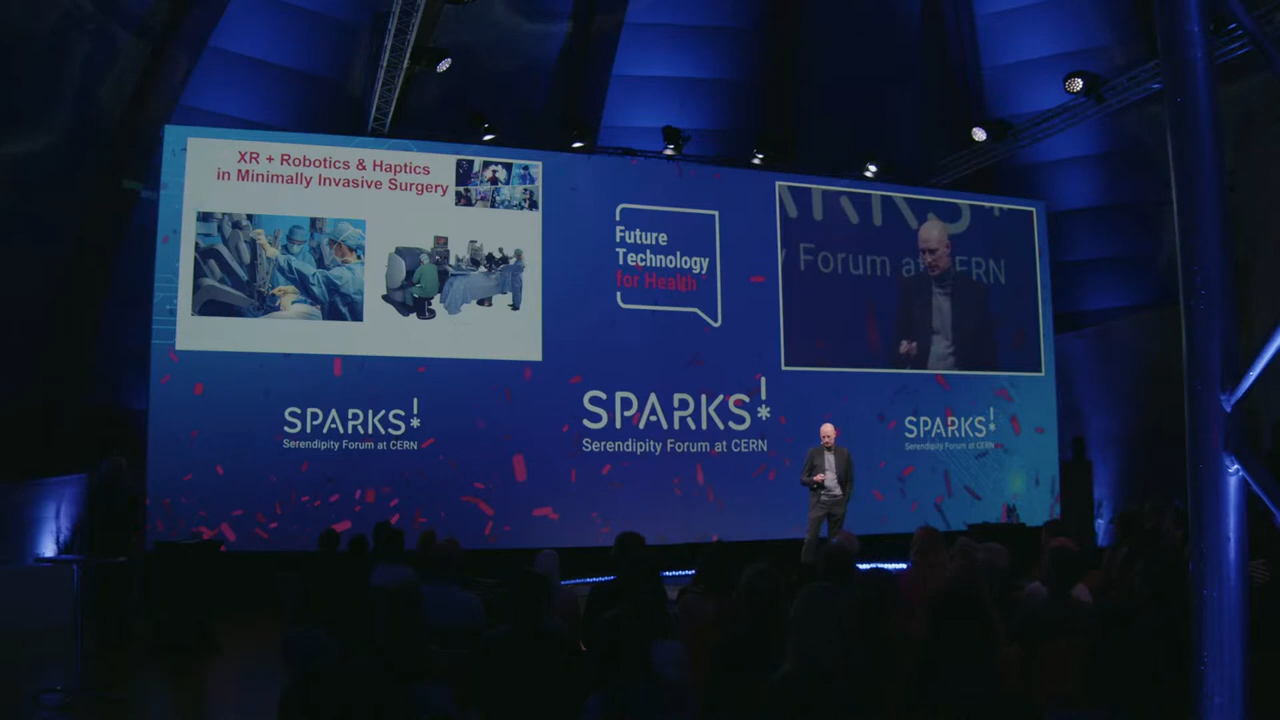 XR + Robotics & Haptics
in Minimally Invasive Surgery
Future
Technology
for Health
SPARKS!
Serendipity Forum at CERN
SPARKS!
Serendipity Forum at CERN
SPARKS!
Serendipity Forum at CERN
Forum at CERN